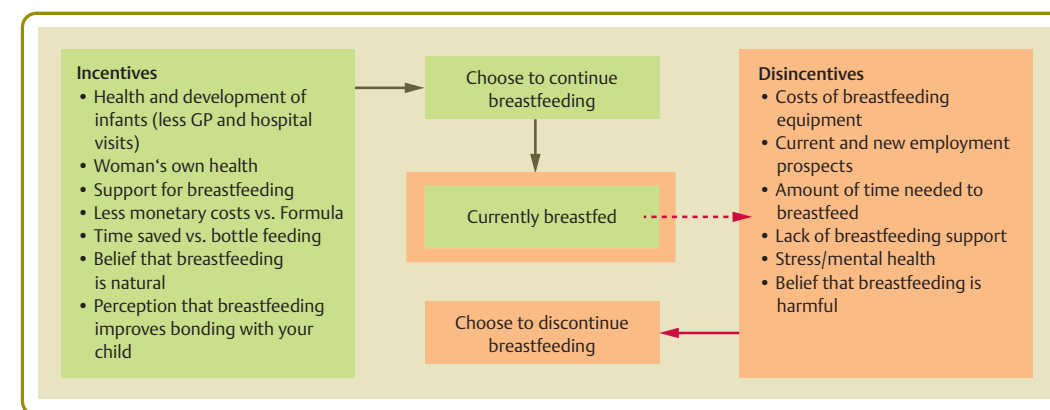 Incentives
• Health and development of
infants (less GP and hospital
visits)
• Woman‘s own health
• Support for breastfeeding
• Less monetary costs vs. Formula
• Time saved vs. bottle feeding
• Belief that breastfeeding
is natural
• Perception that breastfeeding
improves bonding with your
child
Choose to continue
breastfeeding
Currently breastfed
Choose to discontinue
breastfeeding
Disincentives
• Costs of breastfeeding
equipment
• Current and new employment
prospects
• Amount of time needed to
breastfeed
• Lack of breastfeeding support
• Stress/mental health
• Belief that breastfeeding is
harmful